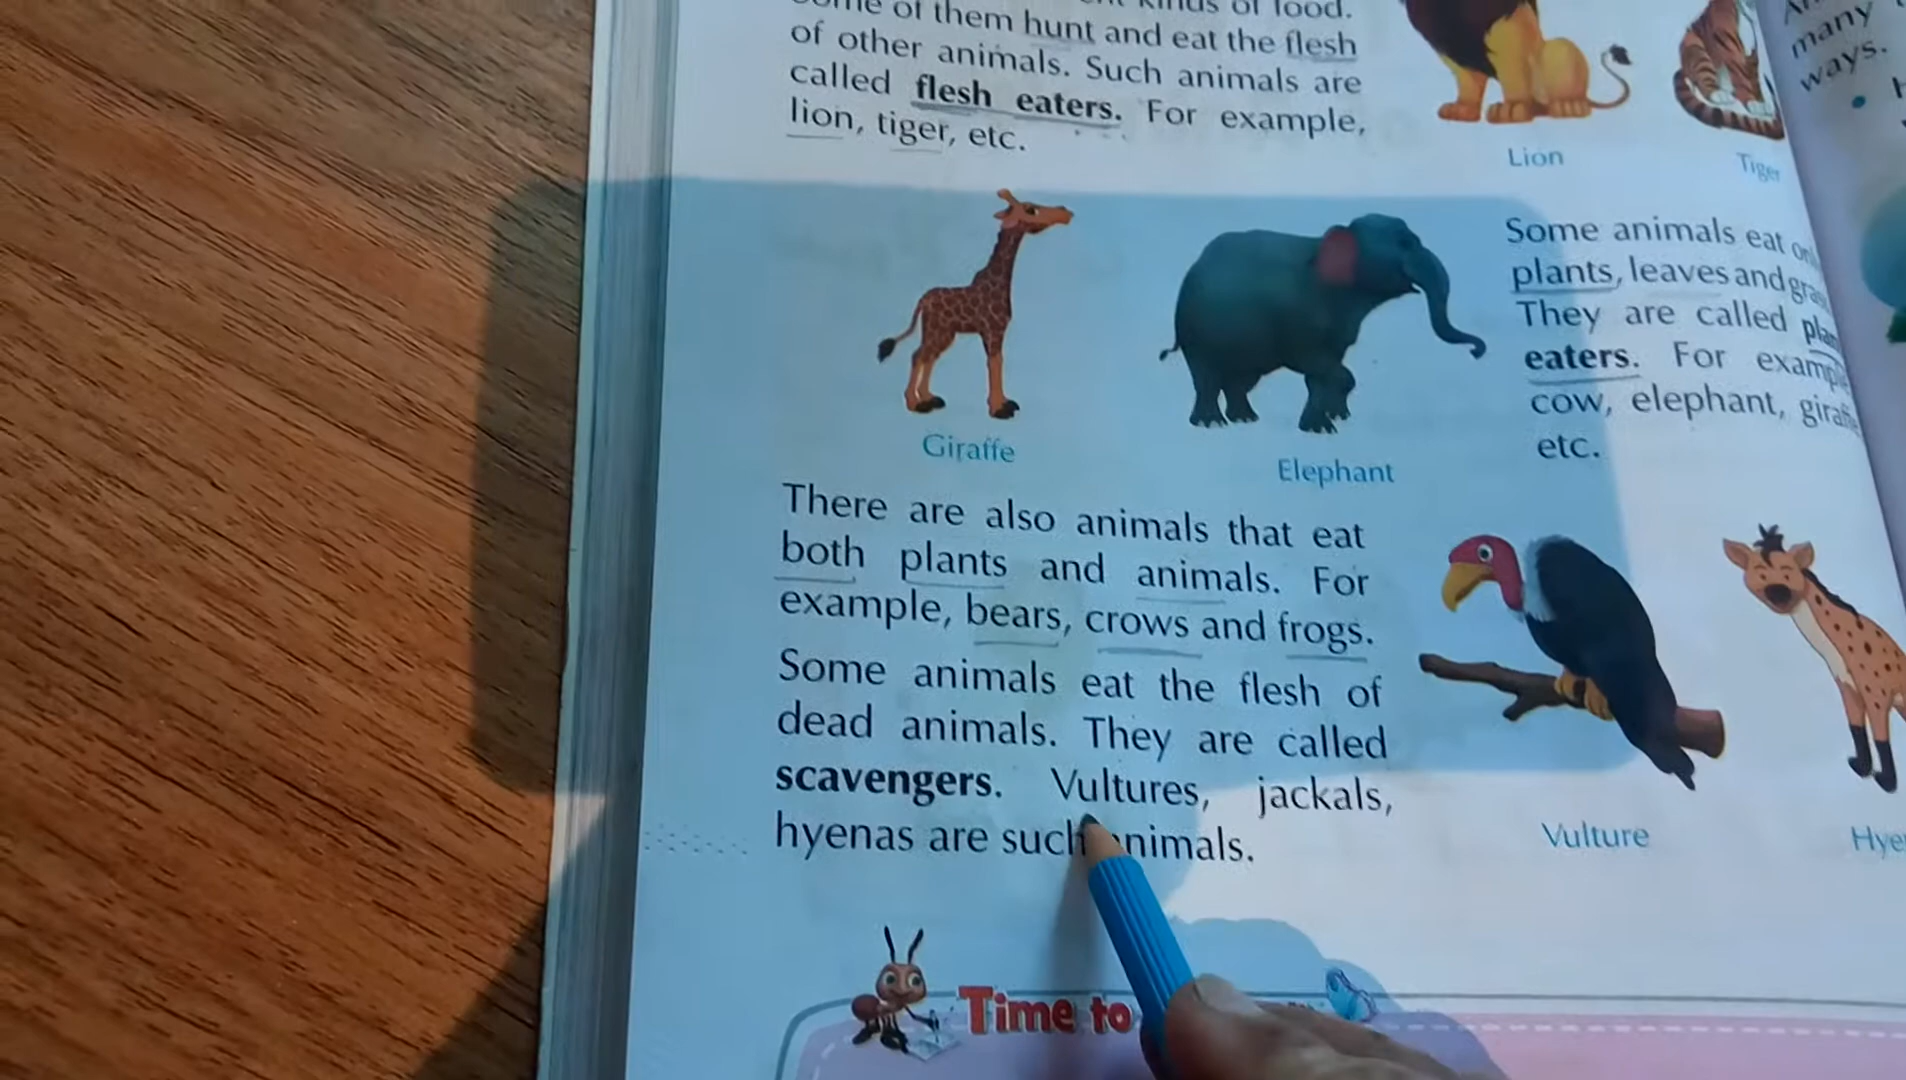 of them hunt and eat the flesh
of other animals. Such animals are
called flesh eaters. For example,
lion, tiger, etc.
Lion
Tiger
many
ways.
Some animals eat
plants, leaves and
They are called
eaters. For
cow, elephant,
etc.
Giraffe
Elephant
There are also animals that eat
both plants and animals. For
example, bears, crows and frogs.
Some animals eat the flesh of
dead animals. They are called
scavengers. Vultures, jackals,
hyenas are such animals.
Vulture
Time to